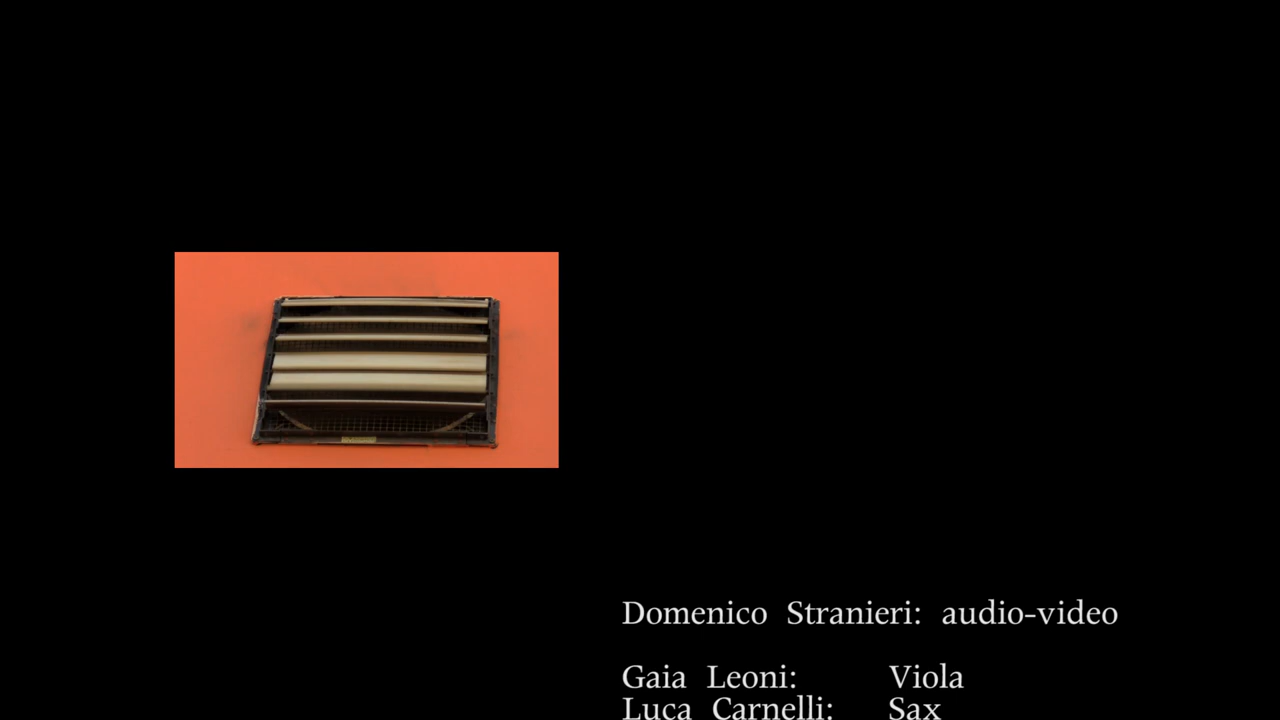 Domenico Stranieri: audio-video
Gaia Leoni: Viola
Luca Carnelli: Sax